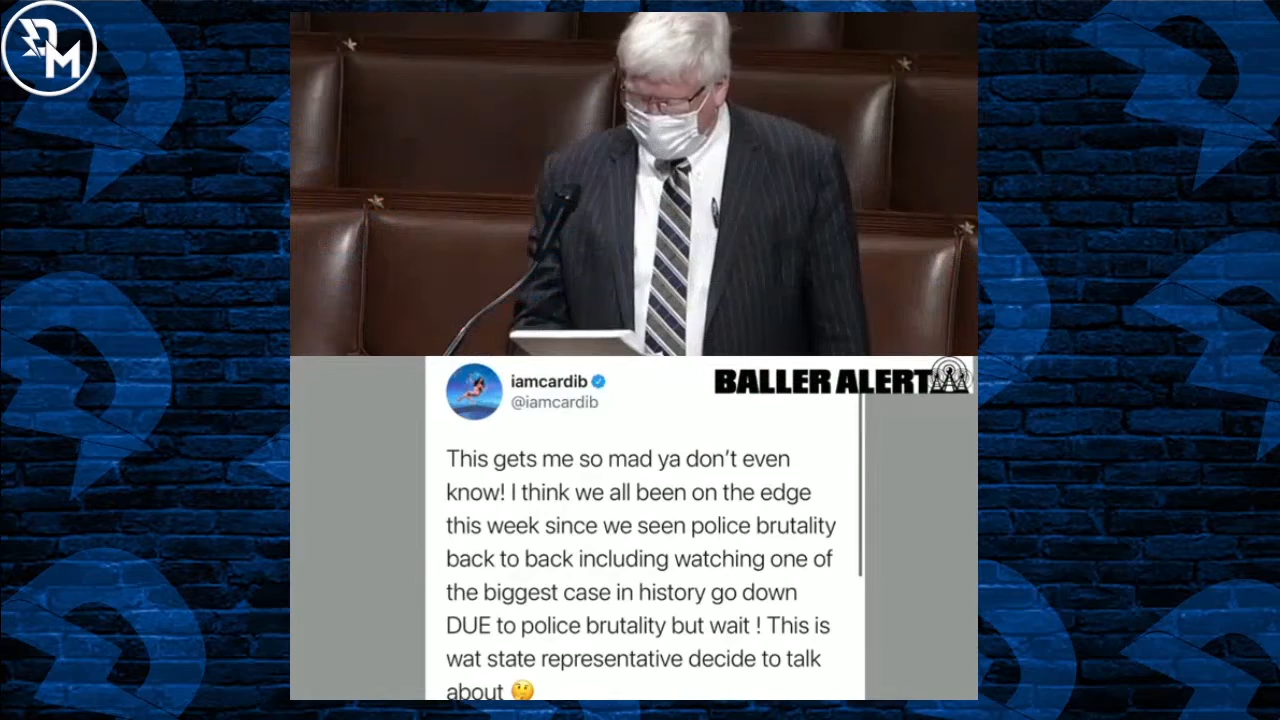 DM
iamcardib
BALLER ALERT
@iamcardib
This gets me so mad ya don’t even
know! I think we all been on the edge
this week since we seen police brutality
back to back including watching one of
the biggest case in history go down
DUE to police brutality but wait ! This is
wat state representative decide to talk
about 🤔